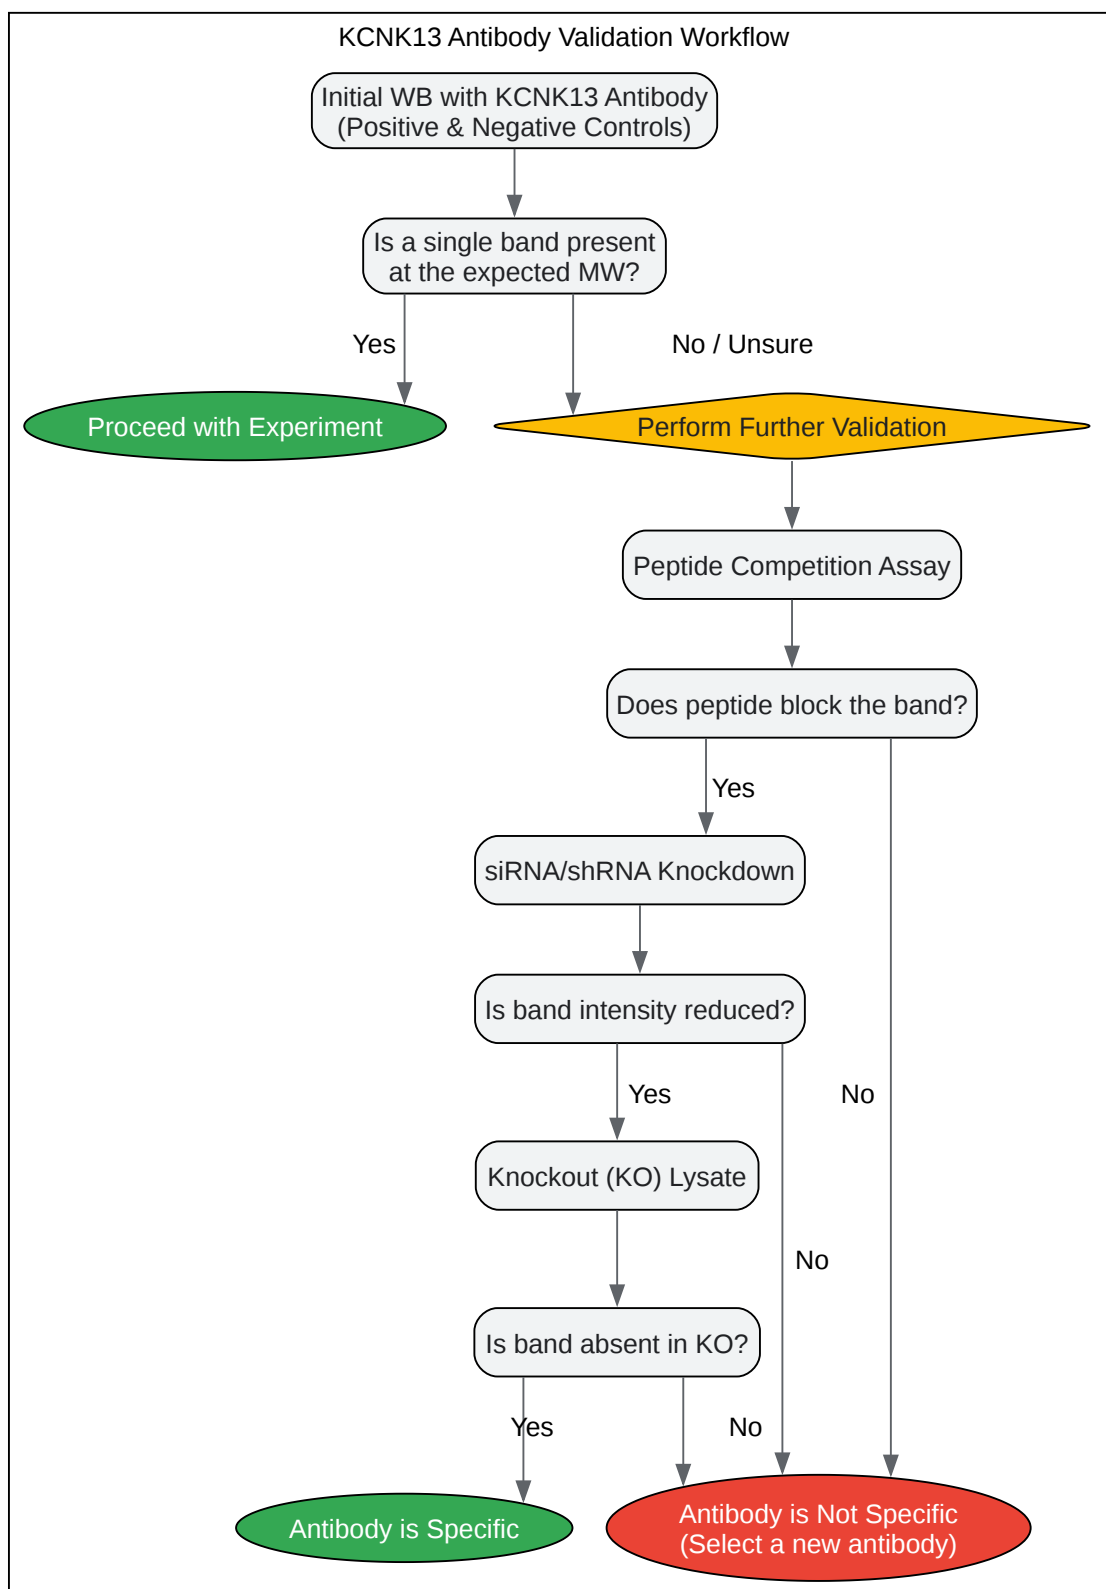 KCNK13 Antibody Validation Workflow
Initial WB with KCNK13 Antibody
(Positive & Negative Controls)
Is a single band present
at the expected MW?
Yes
No / Unsure
Proceed with Experiment
Perform Further Validation
Peptide Competition Assay
Does peptide block the band?
Yes
siRNA/shRNA Knockdown
Is band intensity reduced?
Yes
No
Knockout (KO) Lysate
No
Is band absent in KO?
Yes
No
Antibody is Specific
Antibody is Not Specific
(Select a new antibody)